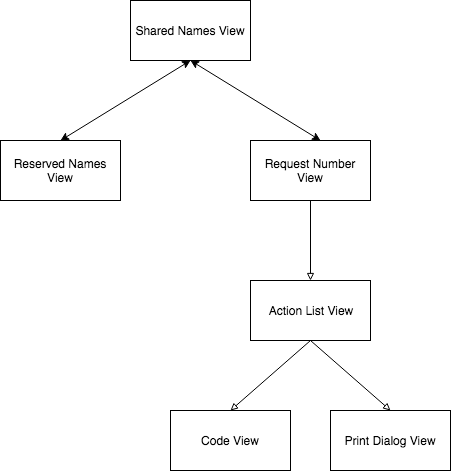 Shared Names View
Reserved Names
View
Request Number
View
Action List View
Code View
Print Dialog View